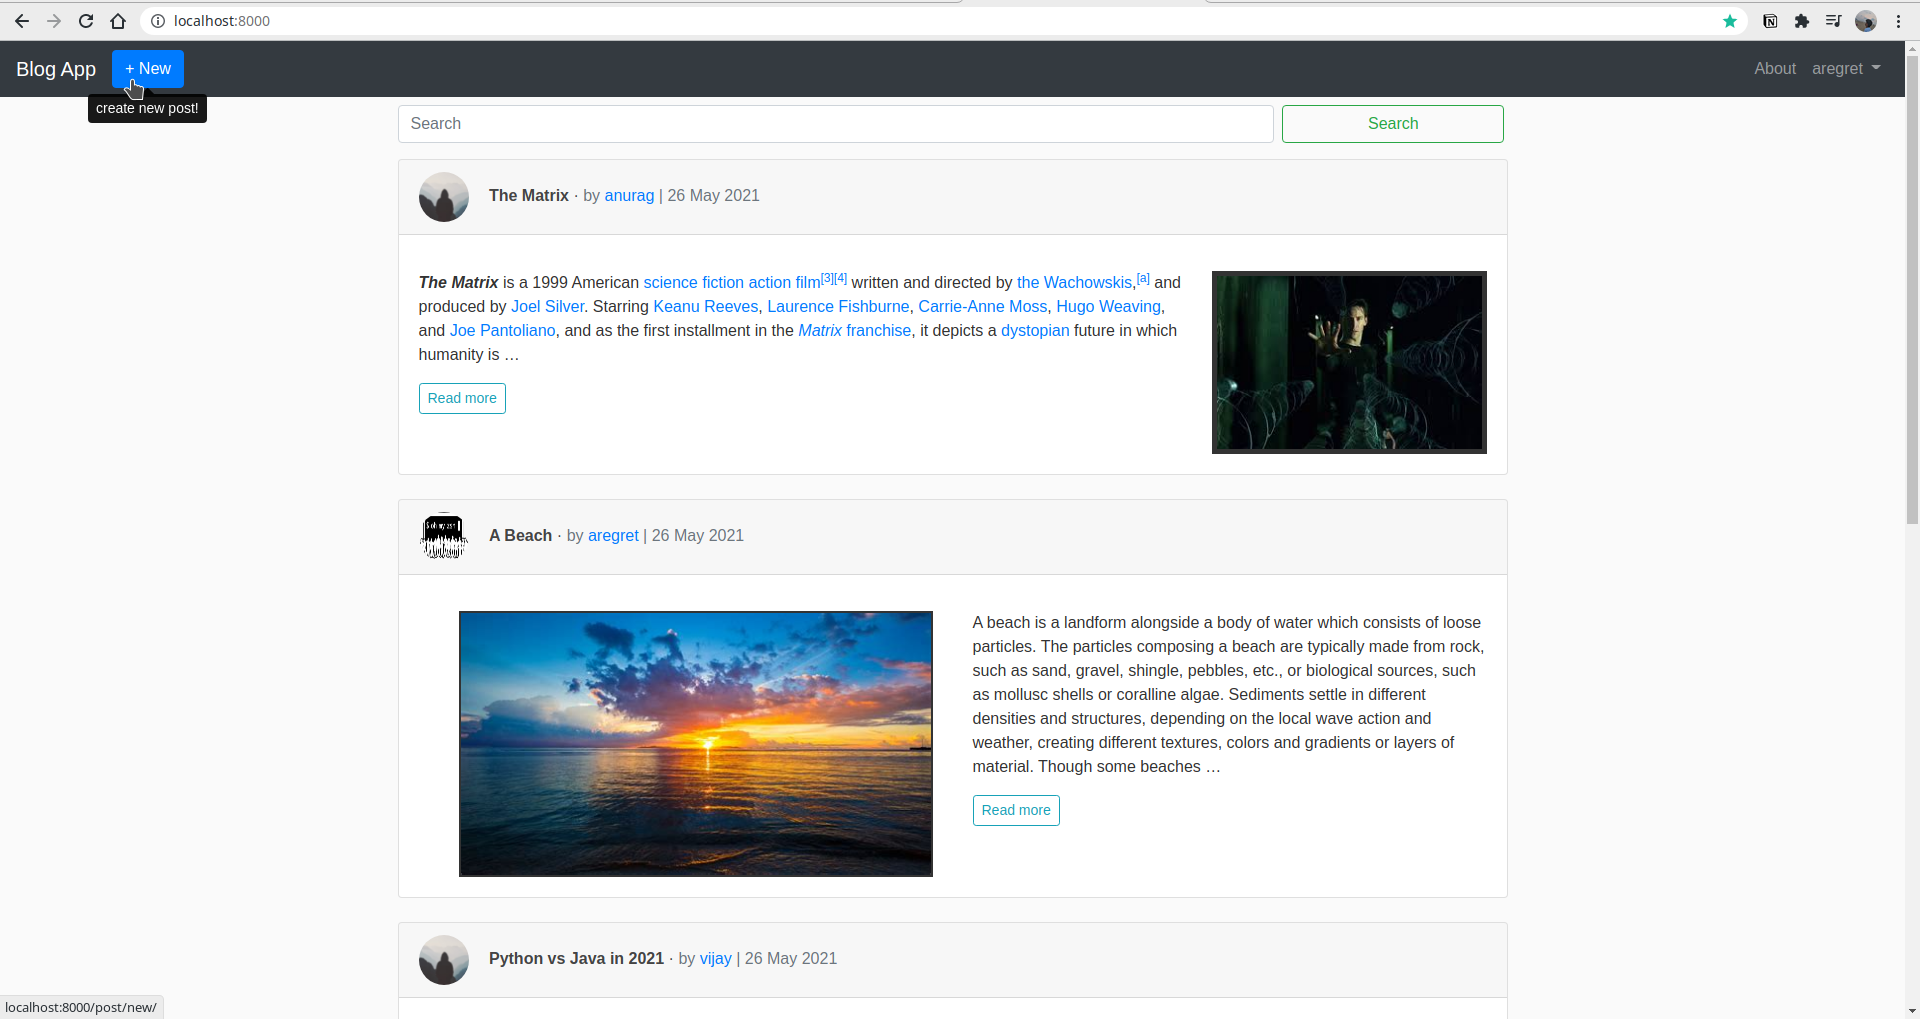 localhost:8000
Blog App
+ New
About
aregret
create new post!
Search
Search
The Matrix · by anurag | 26 May 2021
The Matrix is a 1999 American science fiction action film[3][4] written and directed by the Wachowskis,[a] and
produced by Joel Silver. Starring Keanu Reeves, Laurence Fishburne, Carrie-Anne Moss, Hugo Weaving,
and Joe Pantoliano, and as the first installment in the Matrix franchise, it depicts a dystopian future in which
humanity is …
Read more
A Beach · by aregret | 26 May 2021
A beach is a landform alongside a body of water which consists of loose
particles. The particles composing a beach are typically made from rock,
such as sand, gravel, shingle, pebbles, etc., or biological sources, such
as mollusc shells or coralline algae. Sediments settle in different
densities and structures, depending on the local wave action and
weather, creating different textures, colors and gradients or layers of
material. Though some beaches …
Read more
Python vs Java in 2021 · by vijay | 26 May 2021
localhost:8000/post/new/